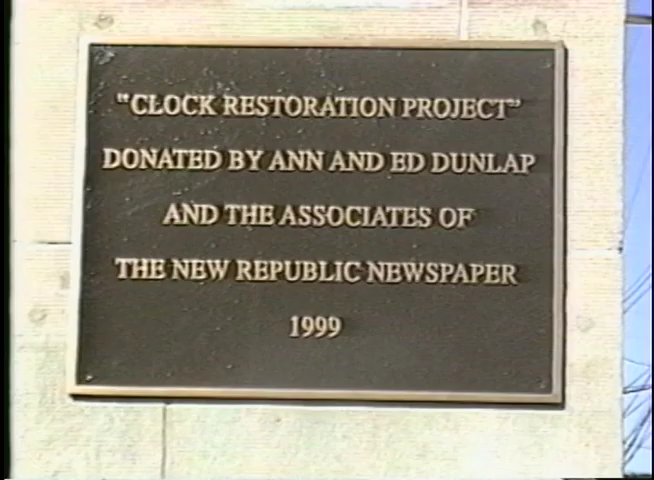 "CLOCK RESTORATION PROJECT"
DONATED BY ANN AND ED DUNLAP
AND THE ASSOCIATES OF
THE NEW REPUBLIC NEWSPAPER
1999